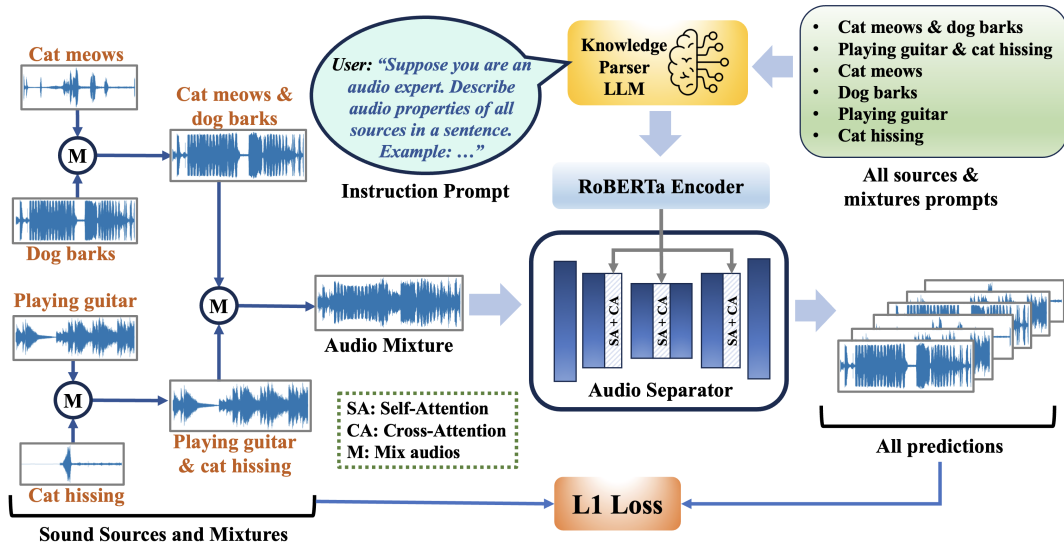 Cat meows
M
Dog barks
Cat meows &
dog barks
Playing guitar
M
Cat hissing
Playing guitar
& cat hissing
M
Audio Mixture
Sound Sources and Mixtures
User: “Suppose you are an
audio expert. Describe
audio properties of all
sources in a sentence.
Example: …”
Instruction Prompt
Knowledge
Parser
LLM
• Cat meows & dog barks
• Playing guitar & cat hissing
• Cat meows
• Dog barks
• Playing guitar
• Cat hissing
All sources &
mixtures prompts
RoBERTa Encoder
SA + CA
SA + CA
SA + CA
Audio Separator
SA: Self-Attention
CA: Cross-Attention
M: Mix audios
All predictions
L1 Loss